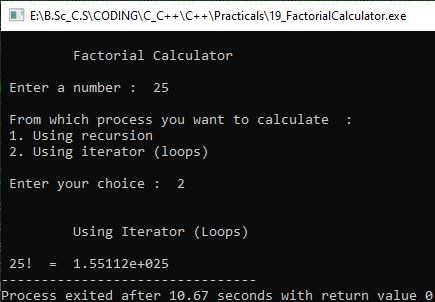 E:\B.Sc_C.S\CODING\C_C++\C++\Practicals\19_FactorialCalculator.exe
Factorial Calculator
Enter a number :  25
From which process you want to calculate  :
1. Using recursion
2. Using iterator (loops)
Enter your choice :  2
Using Iterator (Loops)
25!  =  1.55112e+025
--------------------------------
Process exited after 10.67 seconds with return value 0